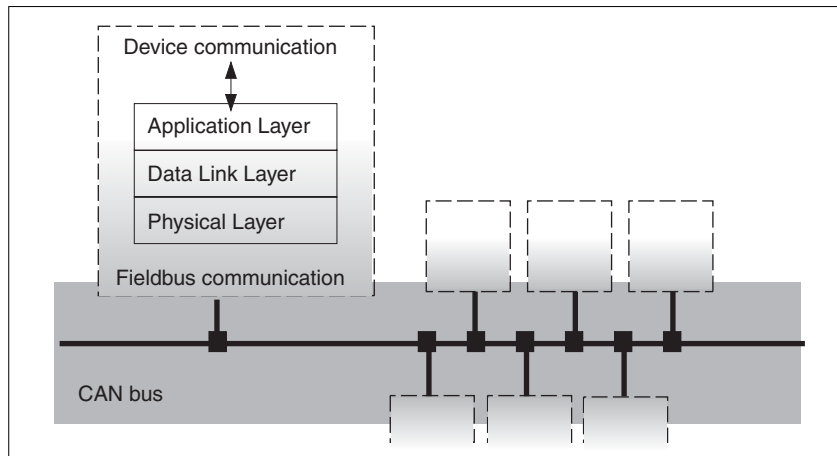 Device communication
Application Layer
Data Link Layer
Physical Layer
Fieldbus communication
CAN bus